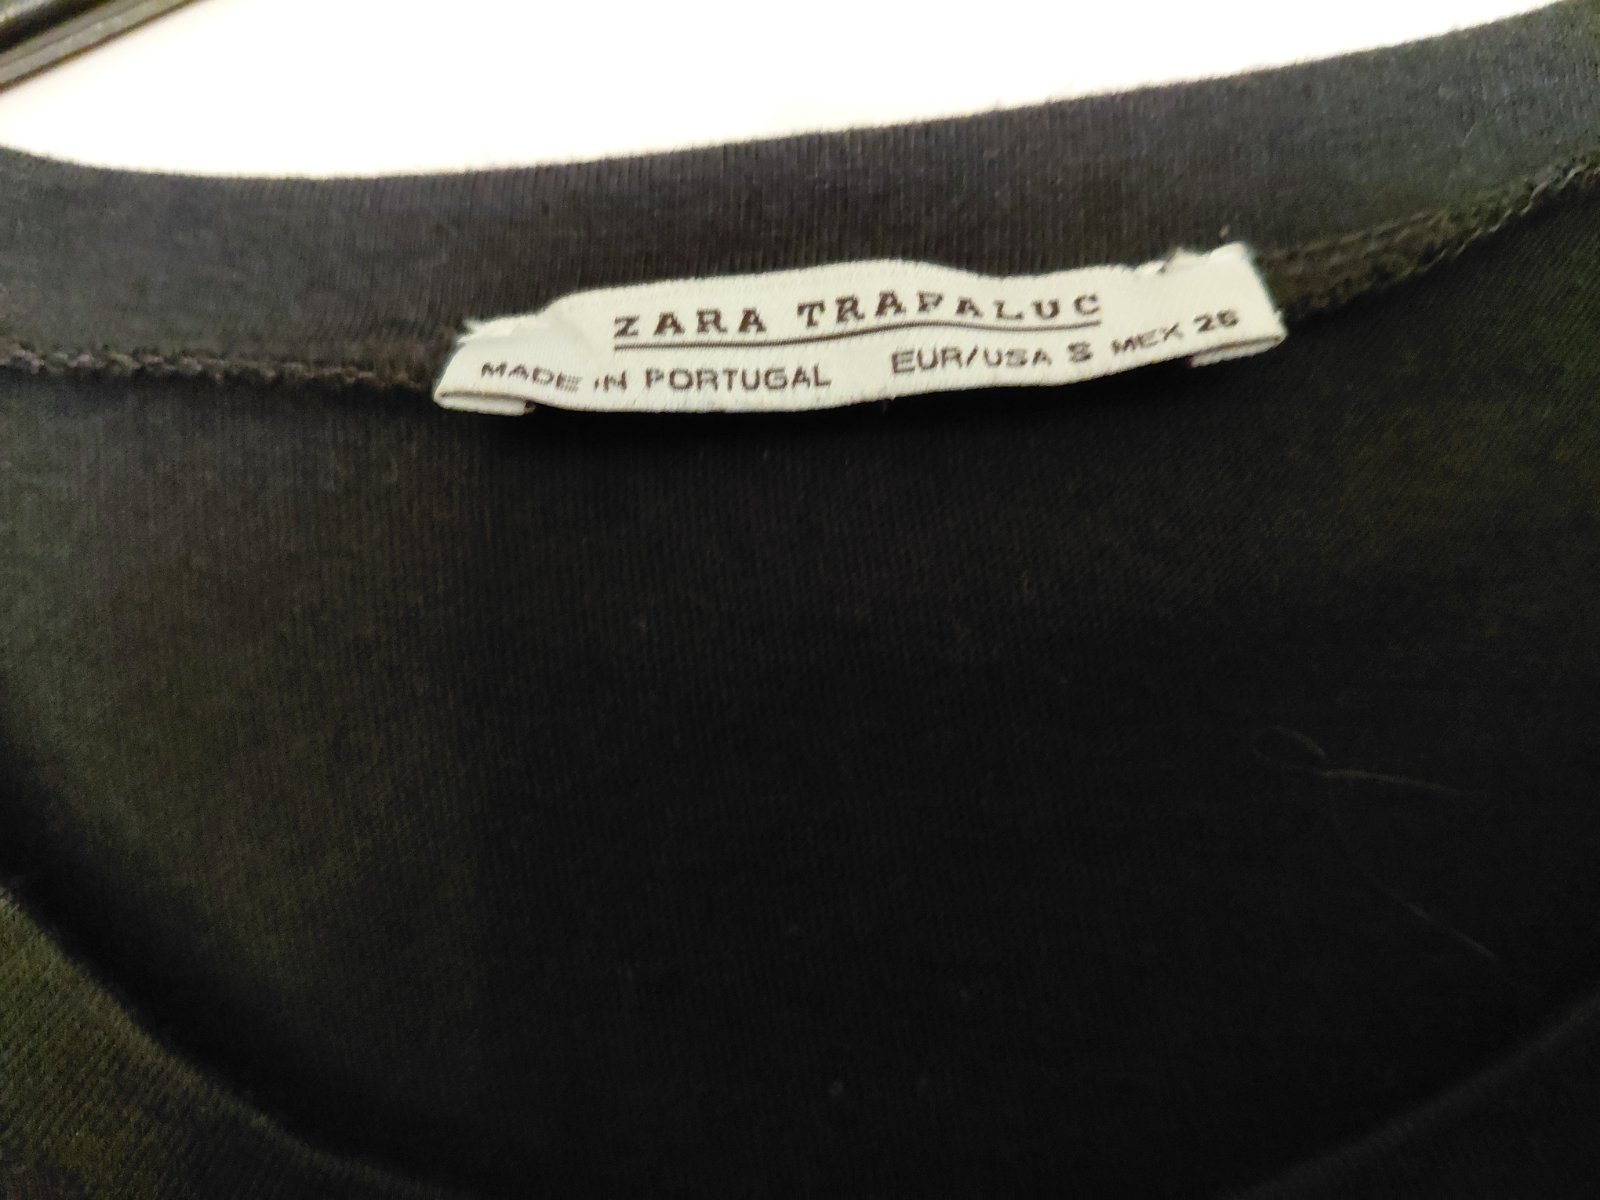 ZARA TRAFALUC
MADE IN PORTUGAL EUR/USA S MEX 26